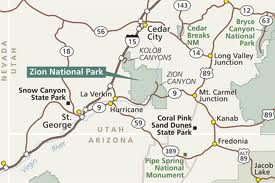 NEVADA
UTAH
Cedar
City
Cedar
Breaks
NM
Bryce
Canyon
National
Park
KOLOB
CANYONS
Zion National Park
Long Valley
Junction
ZION
CANYON
Snow Canyon
State Park
La Verkin
Mt. Carmel
Junction
Hurricane
St.
George
Kanab
Coral Pink
Sand Dunes
State Park
UTAH
ARIZONA
Fredonia
Virgin
River
Pipe Spring
National
Monument
Jacob
Lake
15
14
143
89
12
18
9
59
389
89